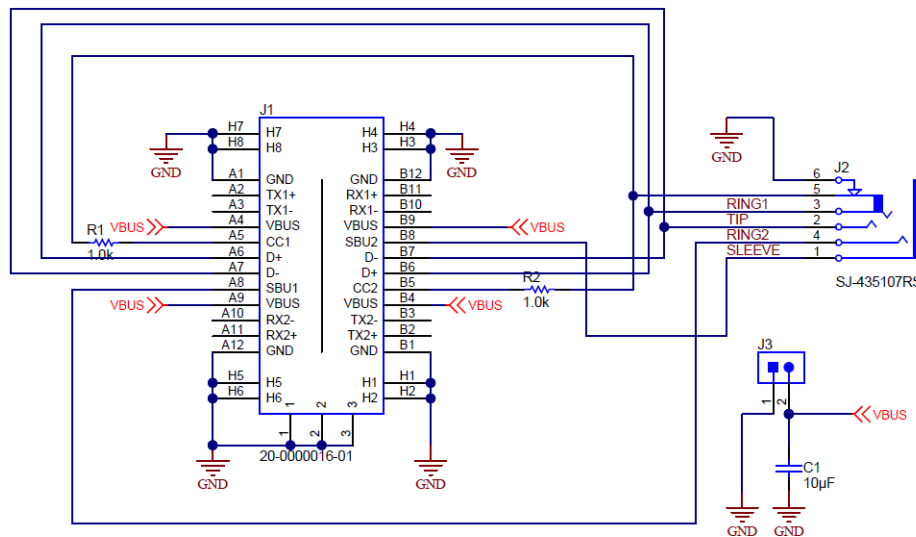 J1
H7 H7 H4 H4
H8 H8 H3 H3
GND GND
A1 GND GND B12
A2 TX1+ RX1+ B11
A3 TX1- RX1- B10
VBUS A4 VBUS VBUS B9 VBUS
R1 A5 CC1 SBU2 B8
1.0k A6 D+ D- B7
A7 D- D+ B6
A8 SBU1 CC2 B5 R2
VBUS A9 VBUS VBUS B4 VBUS 1.0k
A10 RX2- TX2- B3
A11 RX2+ TX2+ B2
A12 GND GND B1
H5 H5 H1 H1
H6 H6 H2 H2
1 2 3
1 2 3
20-0000016-01
GND GND
GND
J2
6
5
RING1 3
TIP 2
RING2 4
SLEEVE 1
SJ-435107RS
J3
1 2
VBUS
C1
10µF
GND GND